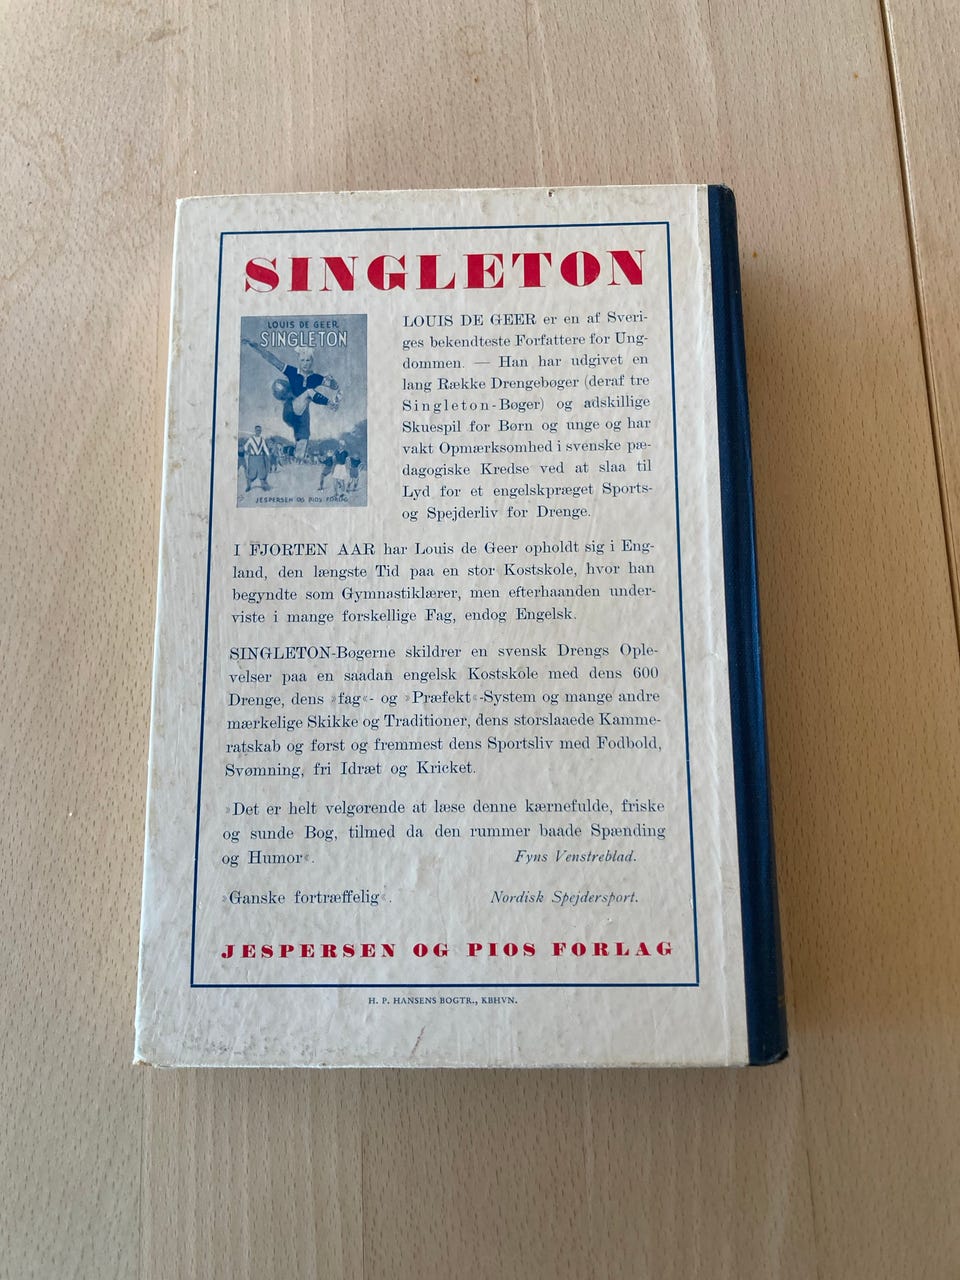 SINGLETON
LOUIS DE GEER
SINGLETON
JESPERSEN OG PIOS FORLAG
LOUIS DE GEER er en af Sveri-
ges bekendteste Forfattere for Ung-
dommen. — Han har udgivet en
lang Række Drengebøger (deraf tre
Singleton-Bøger) og adskillige
Skuespil for Børn og unge og har
vakt Opmærksomhed i svenske pæ-
dagogiske Kredse ved at slaa til
Lyd for et engelskpræget Sports-
og Spejderliv for Drenge.
I FJORTEN AAR har Louis de Geer opholdt sig i Eng-
land, den længste Tid paa en stor Kostskole, hvor han
begyndte som Gymnastiklærer, men efterhaanden under-
viste i mange forskellige Fag, endog Engelsk.
SINGLETON-Bøgerne skildrer en svensk Drengs Ople-
velser paa en saadan engelsk Kostskole med dens 600
Drenge, dens »fag«- og »Præfekt«-System og mange andre
mærkelige Skikke og Traditioner, dens storslaaede Kamme-
ratskab og først og fremmest dens Sportsliv med Fodbold,
Svømning, fri Idræt og Kricket.
»Det er helt velgørende at læse denne kærnefulde, friske
og sunde Bog, tilmed da den rummer baade Spænding
og Humor«. Fyns Venstreblad.
»Ganske fortræffelig«. Nordisk Spejdersport.
JESPERSEN OG PIOS FORLAG
H. P. HANSENS BOGTR., KBHVN.